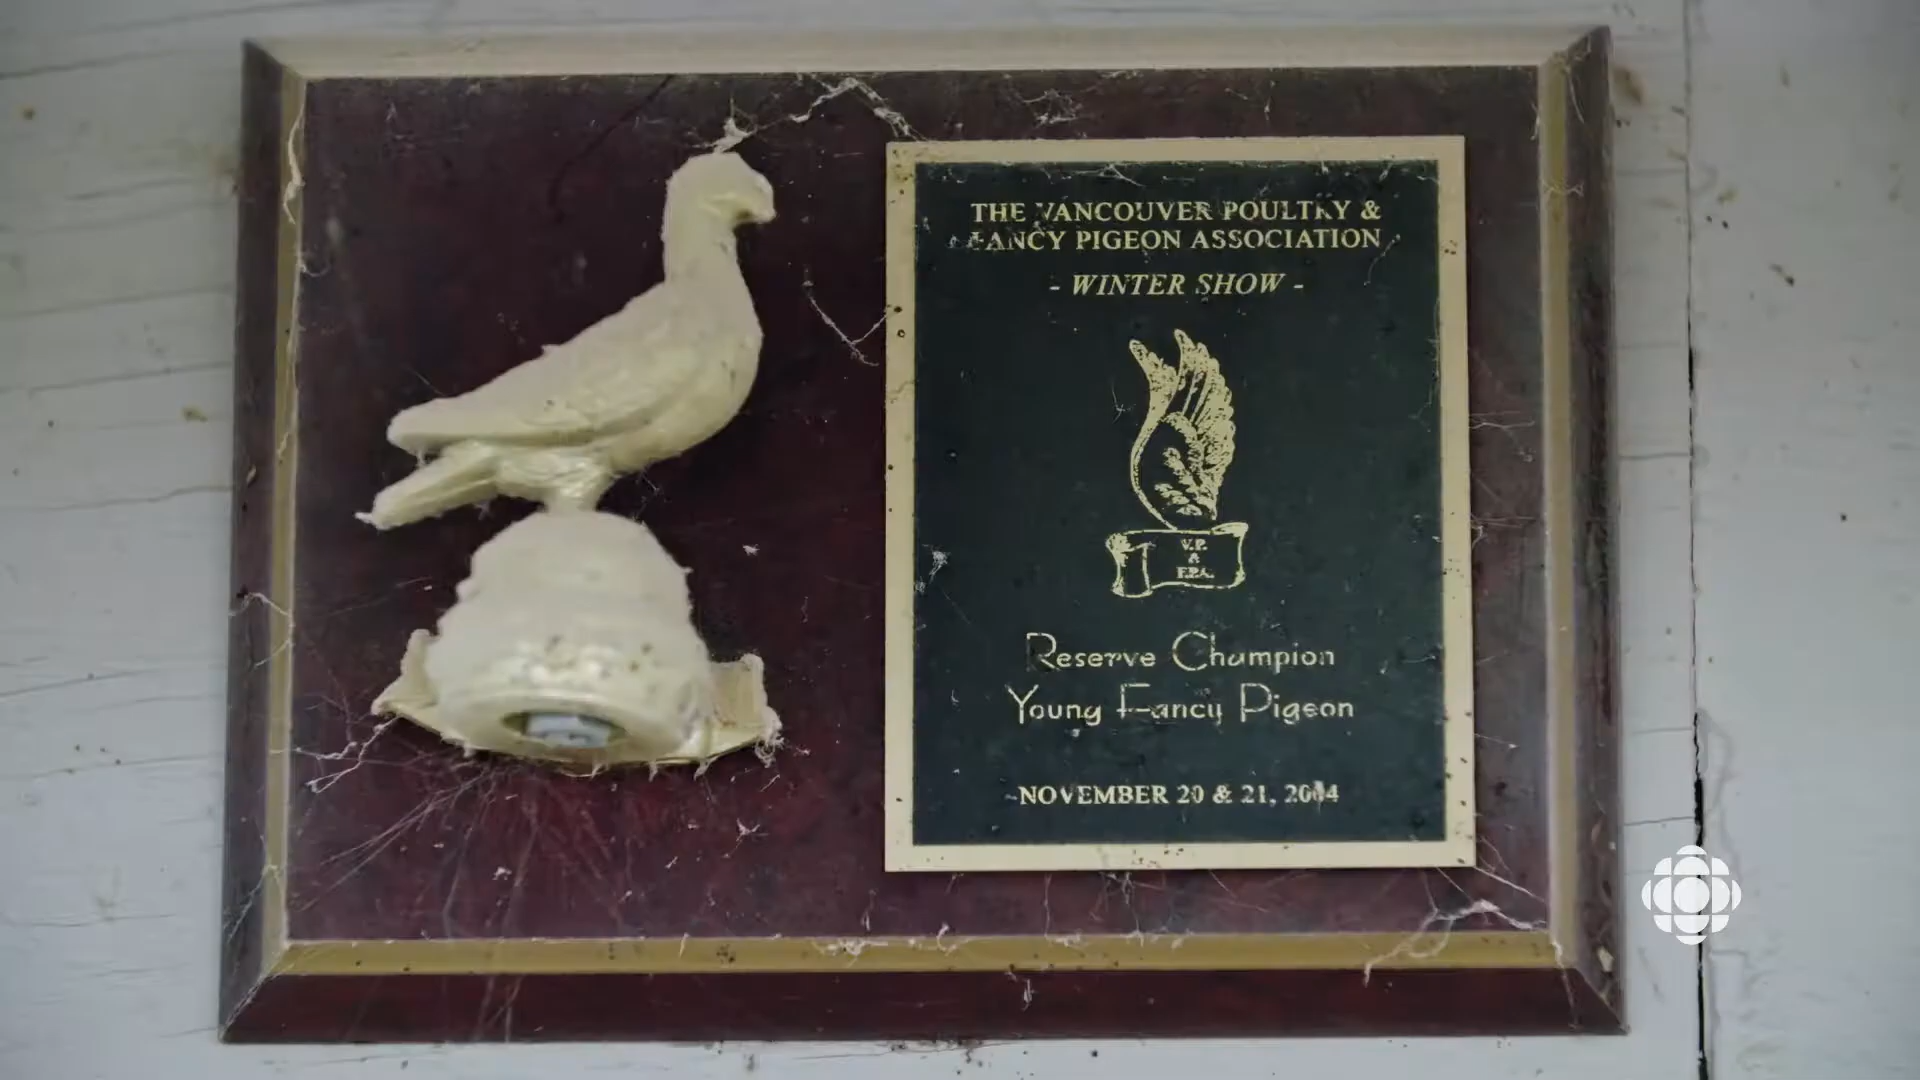 THE VANCOUVER POULTRY &
FANCY PIGEON ASSOCIATION
- WINTER SHOW -
V.P.
&
F.P.A.
Reserve Champion
Young Fancy Pigeon
NOVEMBER 20 & 21, 2004